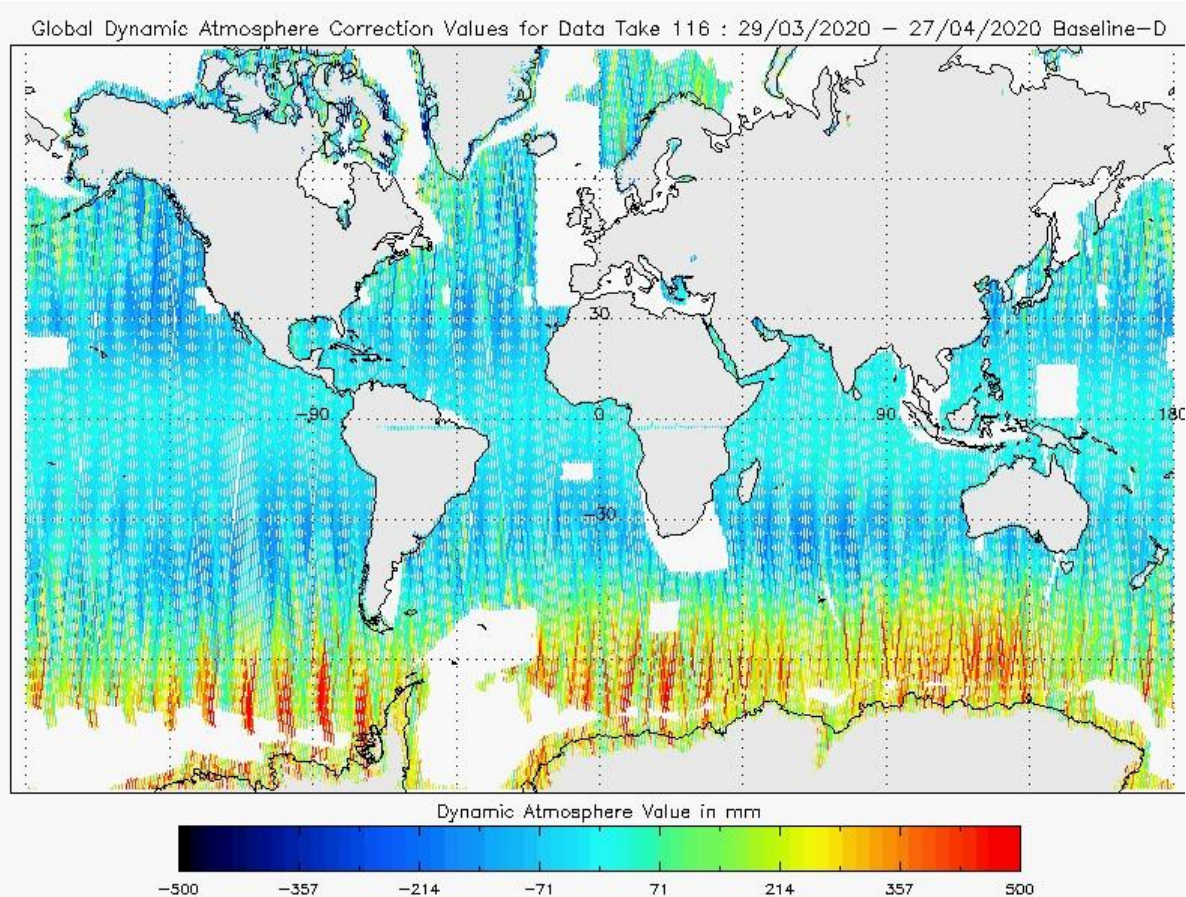 Global Dynamic Atmosphere Correction Values for Data Take 116 : 29/03/2020 – 27/04/2020 Baseline-D
30
-90 0 90 180
-30
Dynamic Atmosphere Value in mm
-500 -357 -214 -71 71 214 357 500